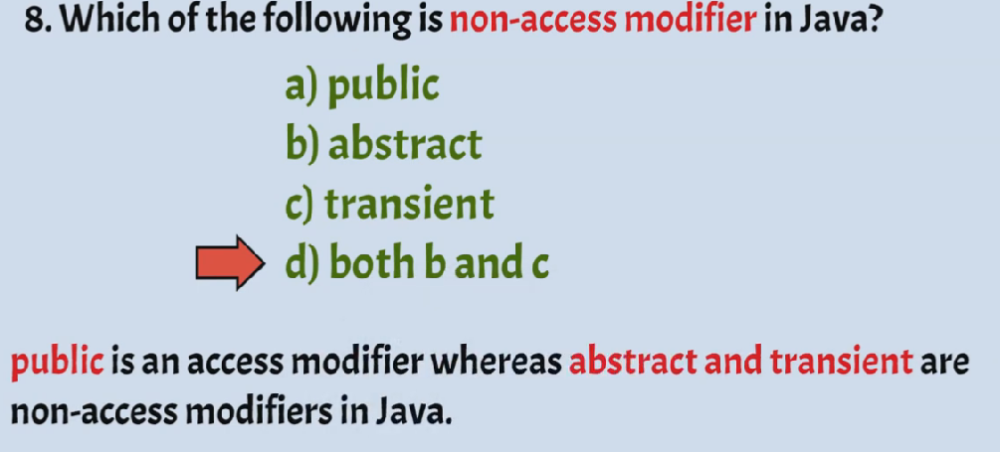 8. Which of the following is non-access modifier in Java?
a) public
b) abstract
c) transient
d) both b and c
public is an access modifier whereas abstract and transient are
non-access modifiers in Java.